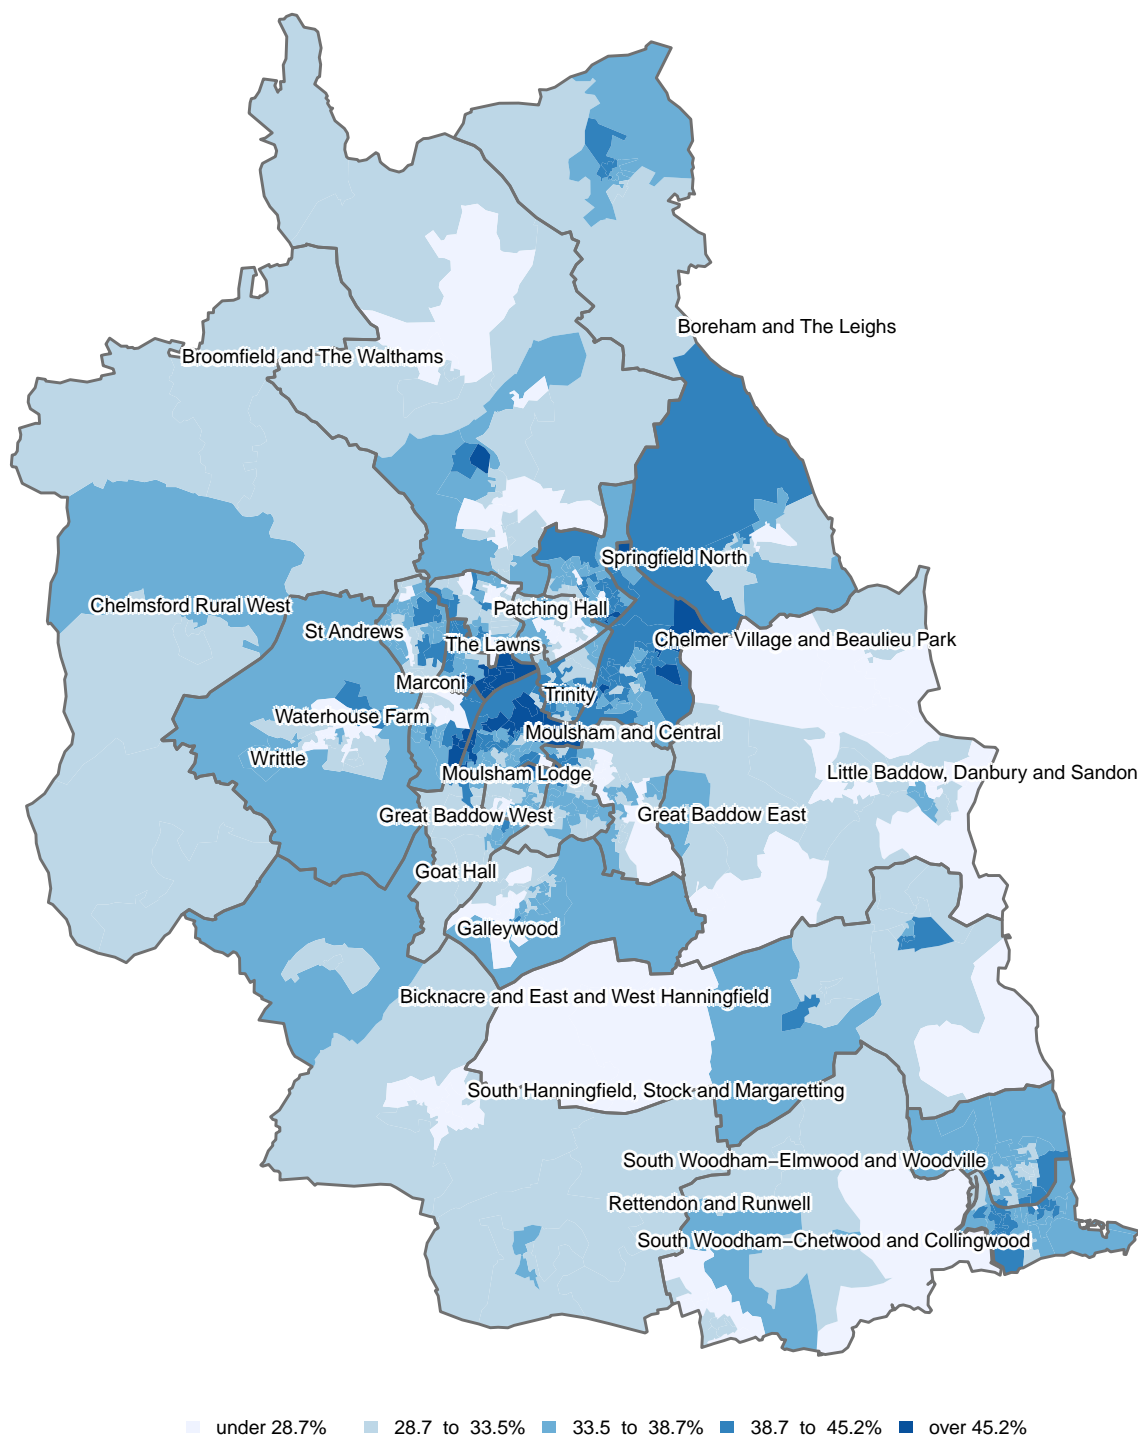 Boreham and The Leighs
Broomfield and The Walthams
Springfield North
Chelmsford Rural West
Patching Hall
St Andrews
The Lawns
Chelmer Village and Beaulieu Park
Marconi
Trinity
Waterhouse Farm
Moulsham and Central
Writtle
Moulsham Lodge
Little Baddow, Danbury and Sandon
Great Baddow West
Great Baddow East
Goat Hall
Galleywood
Bicknacre and East and West Hanningfield
South Hanningfield, Stock and Margaretting
South Woodham−Elmwood and Woodville
Rettendon and Runwell
South Woodham−Chetwood and Collingwood
under 28.7% 28.7 to 33.5% 33.5 to 38.7% 38.7 to 45.2% over 45.2%